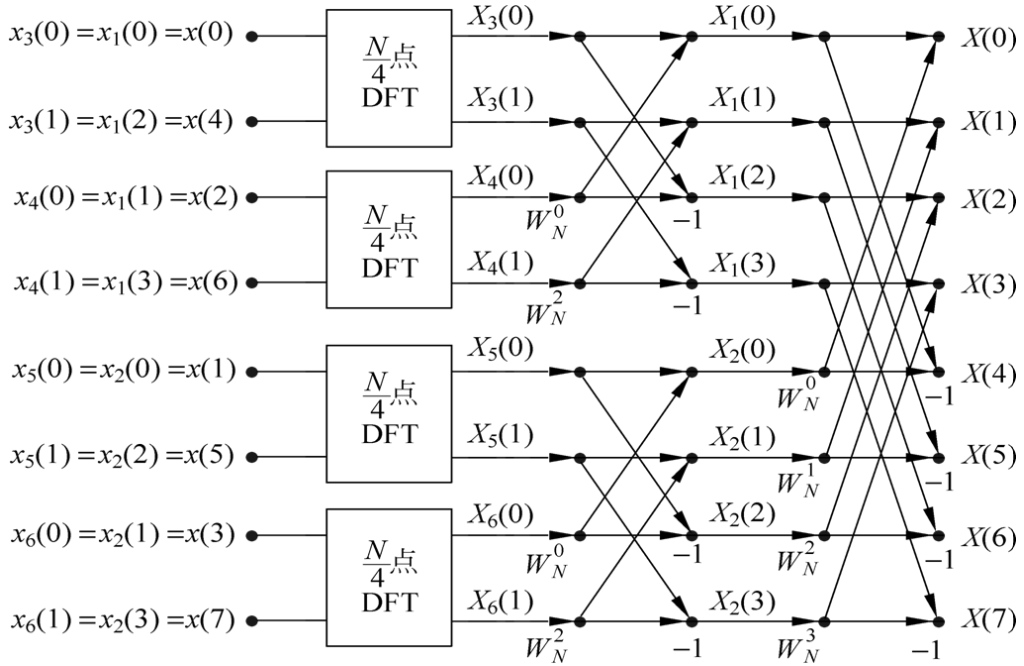 x₃(0)=x₁(0)=x(0)
N/4点 DFT
X₃(0)
X₁(0)
X(0)
x₃(1)=x₁(2)=x(4)
X₃(1)
X₁(1)
X(1)
x₄(0)=x₁(1)=x(2)
N/4点 DFT
X₄(0)
W_N^0
-1
X₁(2)
X(2)
x₄(1)=x₁(3)=x(6)
X₄(1)
W_N^2
-1
X₁(3)
X(3)
x₅(0)=x₂(0)=x(1)
N/4点 DFT
X₅(0)
X₂(0)
W_N^0
-1
X(4)
x₅(1)=x₂(2)=x(5)
X₅(1)
X₂(1)
W_N^1
-1
X(5)
x₆(0)=x₂(1)=x(3)
N/4点 DFT
X₆(0)
W_N^0
-1
X₂(2)
W_N^2
-1
X(6)
x₆(1)=x₂(3)=x(7)
X₆(1)
W_N^2
-1
X₂(3)
W_N^3
-1
X(7)